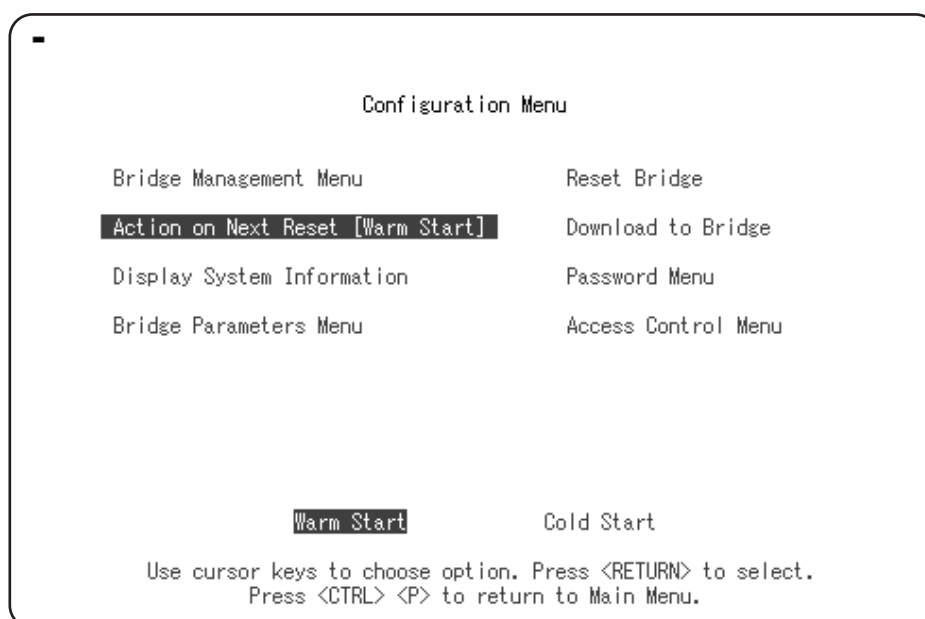 Configuration Menu
Bridge Management Menu Reset Bridge
Action on Next Reset [Warm Start] Download to Bridge
Display System Information Password Menu
Bridge Parameters Menu Access Control Menu
Warm Start Cold Start
Use cursor keys to choose option. Press <RETURN> to select.
Press <CTRL> <P> to return to Main Menu.